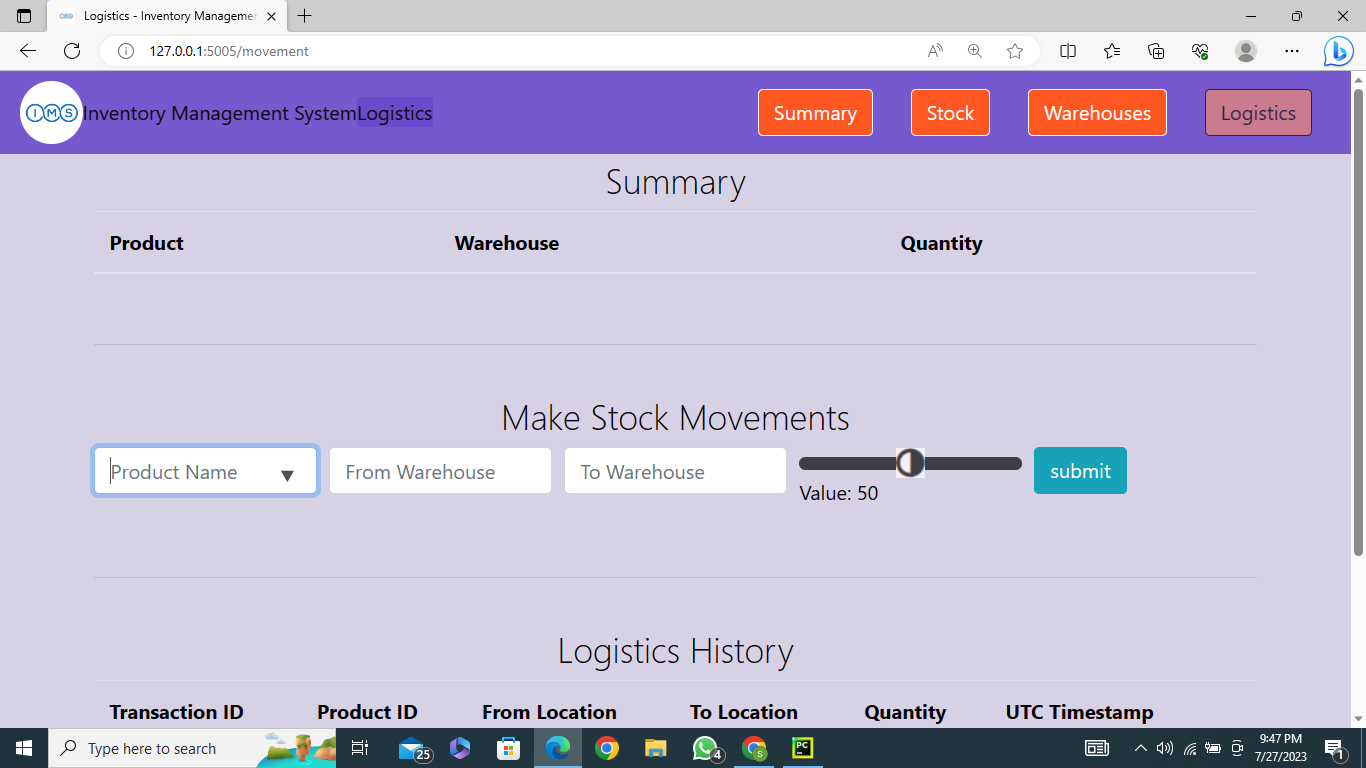 Logistics - Inventory Managemen
127.0.0.1:5005/movement
IMS Inventory Management System Logistics Summary Stock Warehouses Logistics
Summary
Product Warehouse Quantity
Make Stock Movements
Product Name From Warehouse To Warehouse submit
Value: 50
Logistics History
Transaction ID Product ID From Location To Location Quantity UTC Timestamp
Type here to search 25 4 S PC 9:47 PM
7/27/2023 1